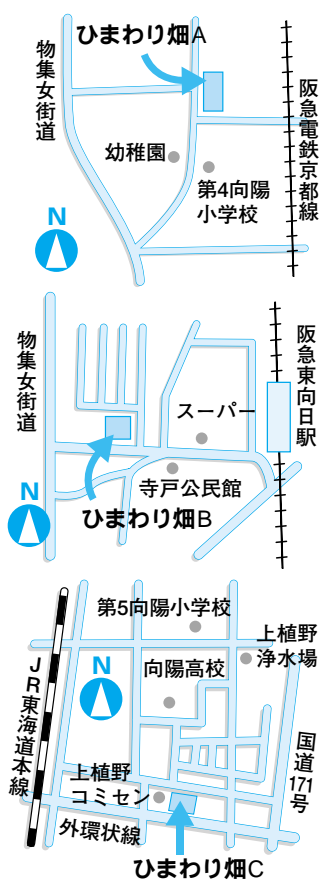 ひまわり畑A
物集女街道
阪急電鉄京都線
幼稚園
第4向陽
小学校
N
物集女街道
阪急東向日駅
スーパー
寺戸公民館
N
ひまわり畑B
第5向陽小学校
上植野
浄水場
向陽高校
N
JR東海道本線
国道171号
上植野
コミセン
外環状線
ひまわり畑C